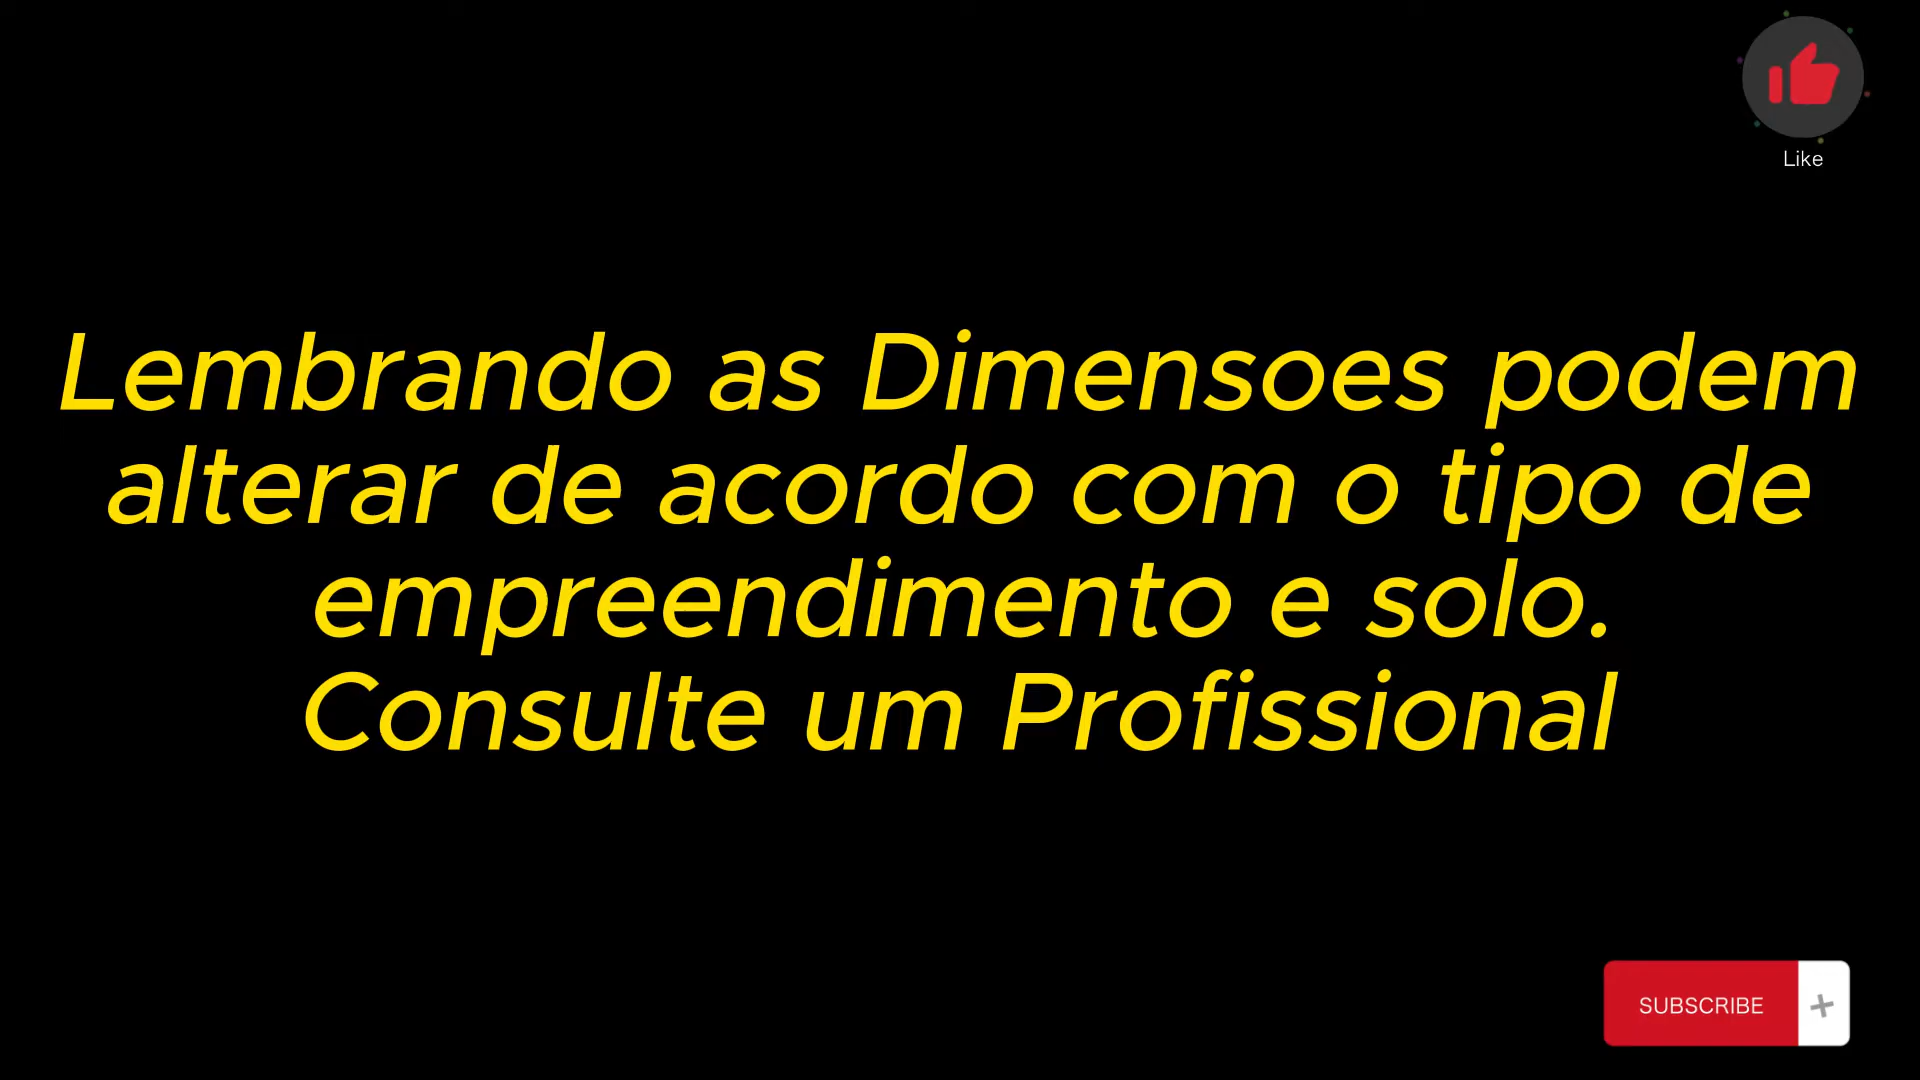 Like
Lembrando as Dimensoes podem
alterar de acordo com o tipo de
empreendimento e solo.
Consulte um Profissional
SUBSCRIBE